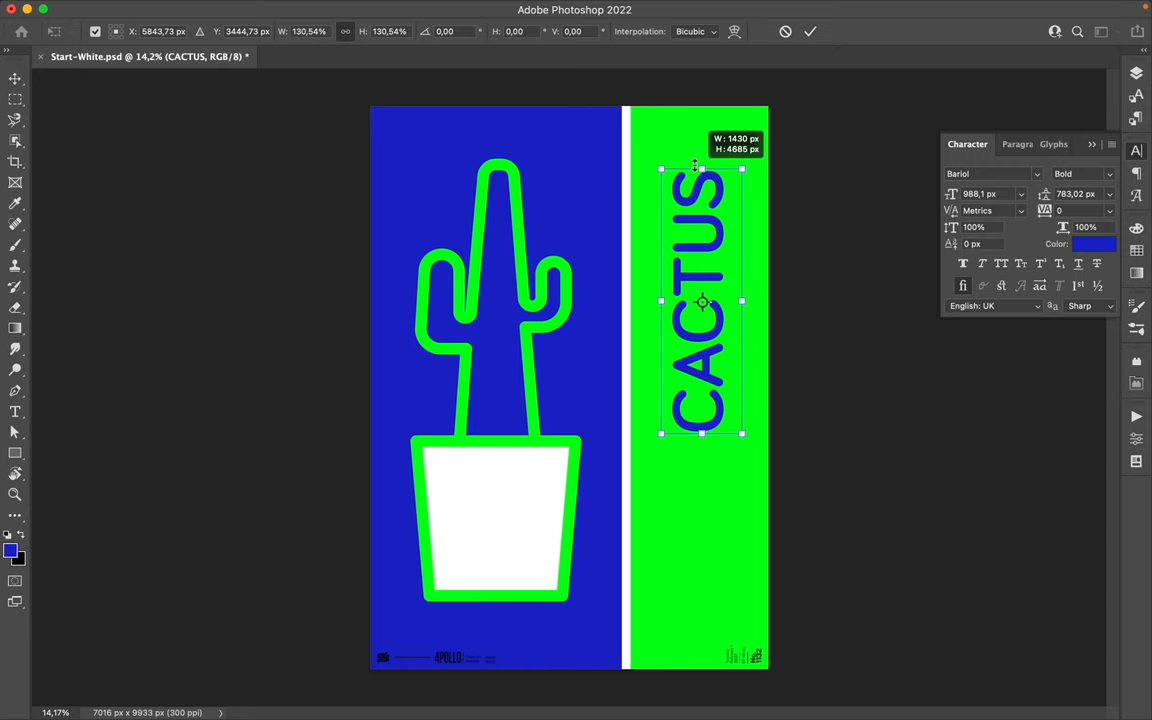 Adobe Photoshop 2022
X: 5843,73 px Y: 3444,73 px W: 130,54% H: 130,54% 0,00 ° H: 0,00 ° V: 0,00 ° Interpolation: Bicubic
Start-White.psd @ 14,2% (CACTUS, RGB/8) *
W: 1430 px
H: 4685 px
Character Paragra Glyphs
Bariol Bold
988,1 px 783,02 px
Metrics 0
100% 100%
0 px Color:
English: UK Sharp
CACTUS
4POLLO
No.
1132
14,17% 7016 px x 9933 px (300 ppi)